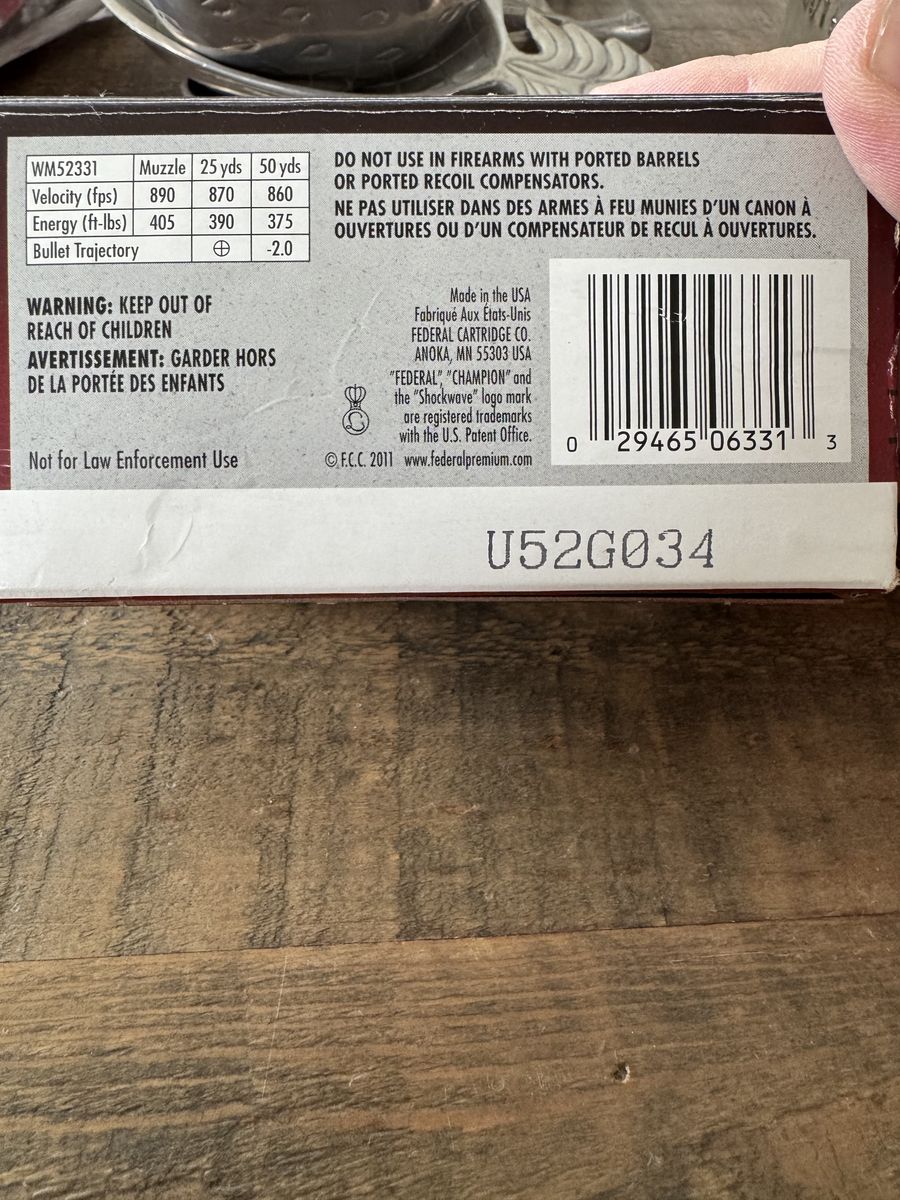 WM52331 Muzzle 25 yds 50 yds
Velocity (fps) 890 870 860
Energy (ft-lbs) 405 390 375
Bullet Trajectory ⊕ -2.0
DO NOT USE IN FIREARMS WITH PORTED BARRELS
OR PORTED RECOIL COMPENSATORS.
NE PAS UTILISER DANS DES ARMES À FEU MUNIES D'UN CANON À
OUVERTURES OU D'UN COMPENSATEUR DE RECUL À OUVERTURES.
WARNING: KEEP OUT OF
REACH OF CHILDREN
AVERTISSEMENT: GARDER HORS
DE LA PORTÉE DES ENFANTS
Not for Law Enforcement Use
Made in the USA
Fabriqué Aux États-Unis
FEDERAL CARTRIDGE CO.
ANOKA, MN 55303 USA
"FEDERAL", "CHAMPION" and
the "Shockwave" logo mark
are registered trademarks
with the U.S. Patent Office.
© F.C.C. 2011 www.federalpremium.com
0 29465 06331 3
U52G034